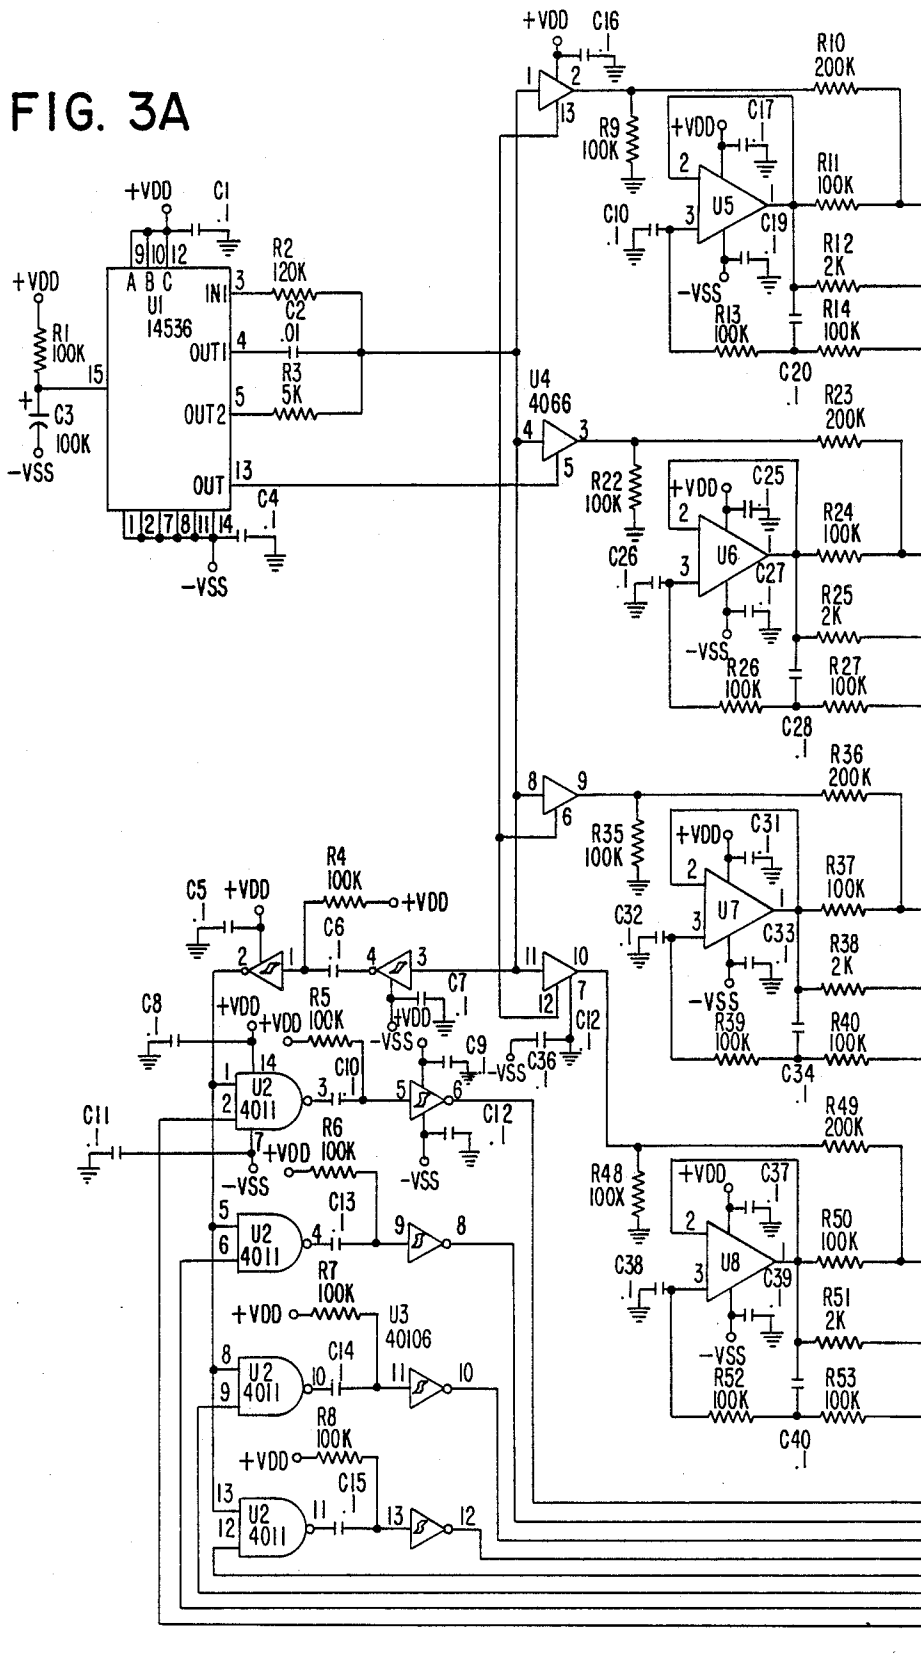 FIG. 3A
+VDD
C16
.1
1
2
13
R10
200K
R9
100K
+VDD
C17
.1
2
U5
1
3
C10
.1
C19
.1
-VSS
R11
100K
R12
2K
R13
100K
R14
100K
C20
.1
+VDD
C1
.1
9
10
12
A B C
U1
14536
+VDD
R1
100K
15
+
C3
100K
-VSS
IN1
3
R2
120K
C2
.01
OUT1
4
R3
5K
OUT2
5
OUT
13
1
2
7
8
11
14
C4
.1
-VSS
U4
4066
4
3
5
R23
200K
R22
100K
+VDD
C25
.1
2
U6
1
3
C26
.1
C27
.1
-VSS
R24
100K
R25
2K
R26
100K
R27
100K
C28
.1
8
9
6
R36
200K
R35
100K
+VDD
C31
.1
2
U7
1
3
C32
.1
C33
.1
-VSS
R37
100K
R38
2K
R39
100K
R40
100K
C34
.1
R4
100K
+VDD
C5
.1
+VDD
2
1
C6
.1
4
3
C7
.1
+VDD
-VSS
11
10
12
7
-VSS
C36
.1
C12
.1
C8
.1
+VDD
+VDD
R5
100K
14
1
2
U2
4011
3
C10
.1
5
6
C9
.1
C12
.1
-VSS
7
-VSS
C11
.1
+VDD
R6
100K
5
6
U2
4011
4
C13
.1
9
8
R7
100K
+VDD
U3
40106
8
9
U2
4011
10
C14
.1
11
10
R8
100K
+VDD
13
12
U2
4011
11
C15
.1
13
12
R49
200K
R48
100X
+VDD
C37
.1
2
U8
1
3
C38
.1
C39
.1
-VSS
R50
100K
R51
2K
R52
100K
R53
100K
C40
.1